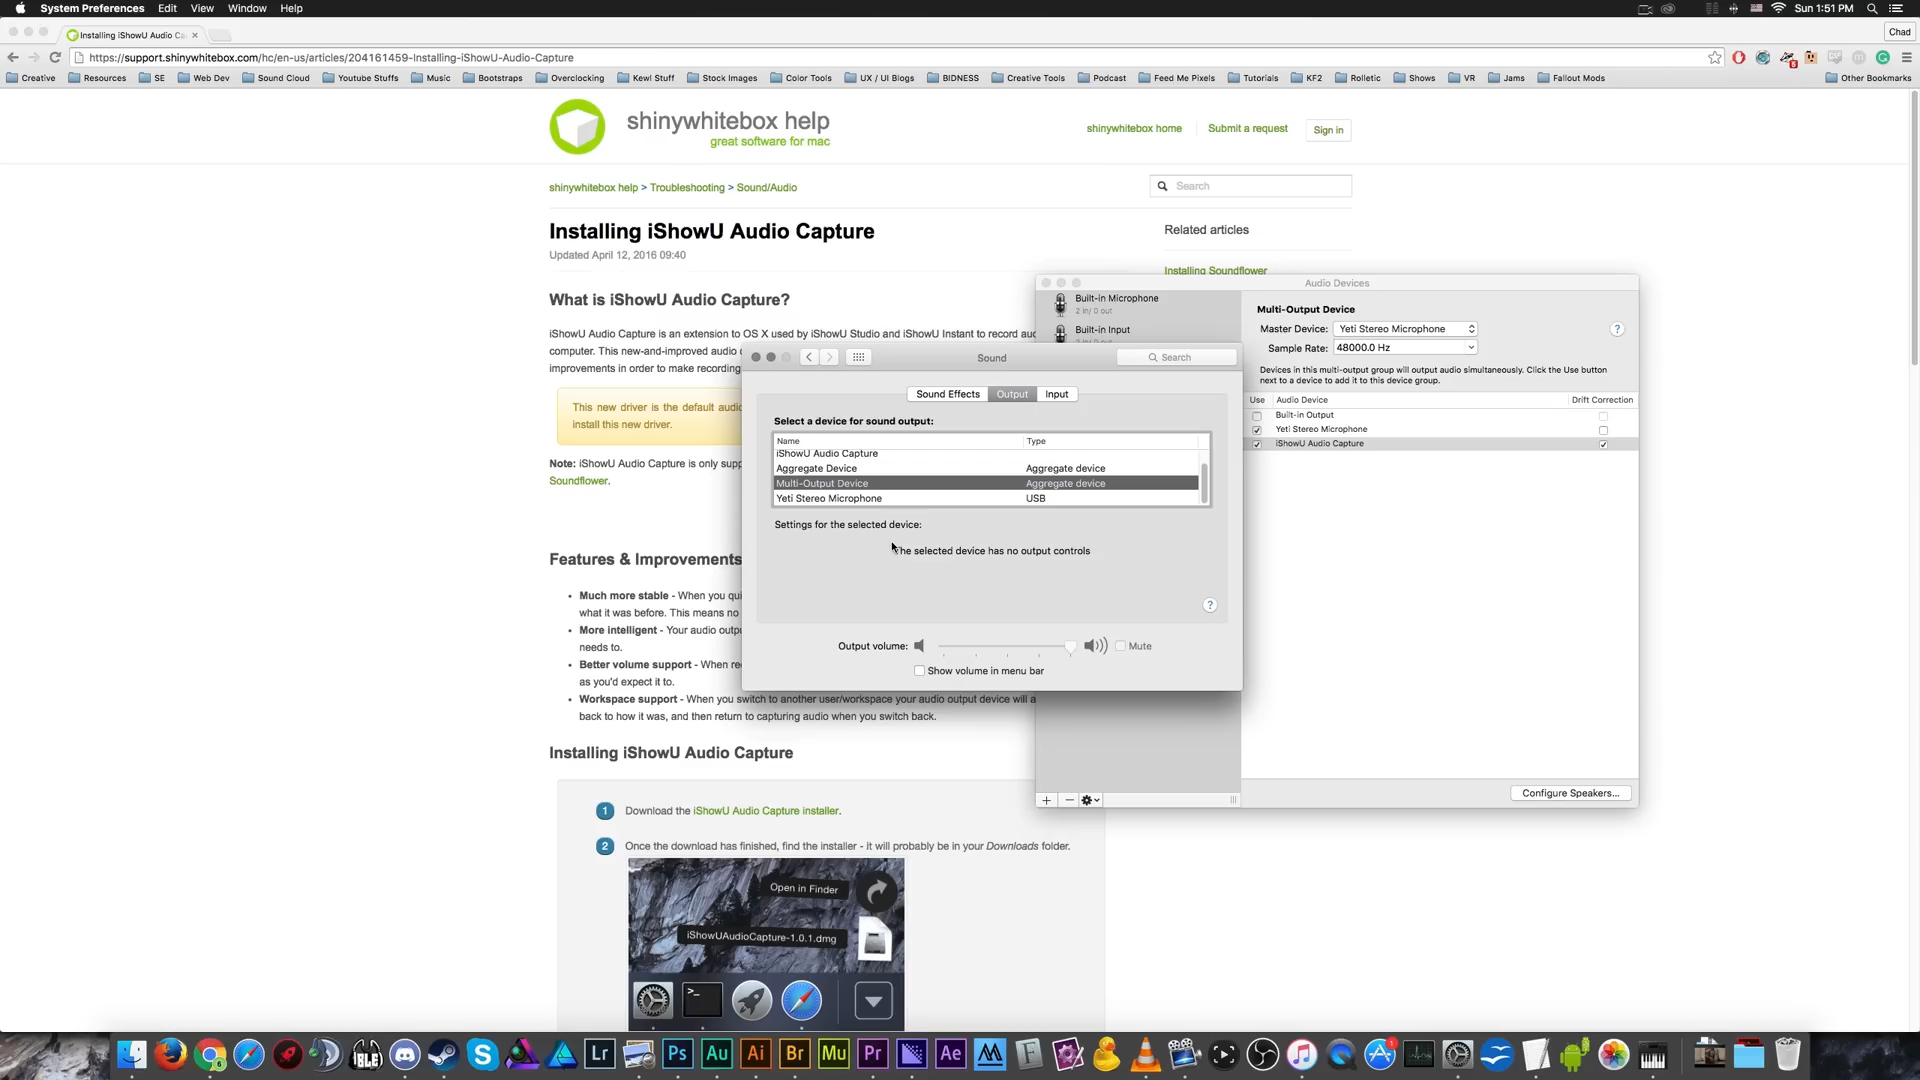 System Preferences Edit View Window Help
Sun 1:51 PM
Installing iShowU Audio Ca
Chad
https://support.shinywhitebox.com/hc/en-us/articles/204161459-Installing-iShowU-Audio-Capture
Creative Resources SE Web Dev Sound Cloud Youtube Stuffs Music Bootstraps Overclocking Kewl Stuff Stock Images Color Tools UX / UI Blogs BIDNESS Creative Tools Podcast Feed Me Pixels Tutorials KF2 Rolletic Shows VR Jams Fallout Mods Other Bookmarks
shinywhitebox help
great software for mac
shinywhitebox home Submit a request Sign in
shinywhitebox help > Troubleshooting > Sound/Audio
Search
Installing iShowU Audio Capture
Updated April 12, 2016 09:40
Related articles
Installing Soundflower
What is iShowU Audio Capture?
iShowU Audio Capture is an extension to OS X used by iShowU Studio and iShowU Instant to record aud
computer. This new-and-improved audio
improvements in order to make recording
This new driver is the default audio
install this new driver.
Note: iShowU Audio Capture is only supp
Soundflower.
Features & Improvements
Much more stable - When you qui
what it was before. This means no
More intelligent - Your audio outpu
needs to.
Better volume support - When rec
as you'd expect it to.
Workspace support - When you switch to another user/workspace your audio output device will a
back to how it was, and then return to capturing audio when you switch back.
Installing iShowU Audio Capture
1 Download the iShowU Audio Capture installer.
2 Once the download has finished, find the installer - it will probably be in your Downloads folder.
Open in Finder
iShowUAudioCapture-1.0.1.dmg
Sound
Search
Sound Effects Output Input
Select a device for sound output:
Name Type
iShowU Audio Capture
Aggregate Device Aggregate device
Multi-Output Device Aggregate device
Yeti Stereo Microphone USB
Settings for the selected device:
The selected device has no output controls
?
Output volume: Mute
Show volume in menu bar
Audio Devices
Built-in Microphone
2 in/ 0 out
Built-in Input
Multi-Output Device
Master Device: Yeti Stereo Microphone
?
Sample Rate: 48000.0 Hz
Devices in this multi-output group will output audio simultaneously. Click the Use button
next to a device to add it to this device group.
Use Audio Device Drift Correction
Built-in Output
Yeti Stereo Microphone
iShowU Audio Capture
Configure Speakers...
Lr Ps Au Ai Br Mu Pr Ae